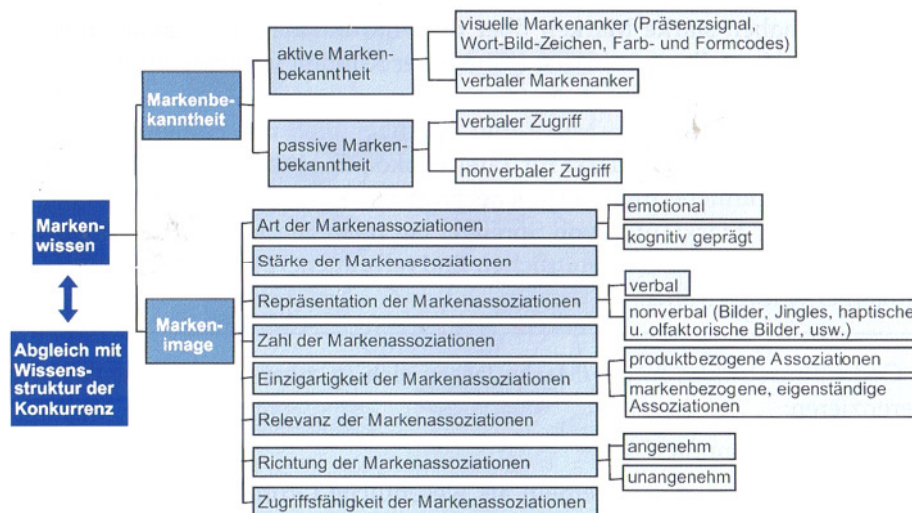 visuelle Markenanker (Präsenzsignal,
Wort-Bild-Zeichen, Farb- und Formcodes)
aktive Marken-
bekanntheit
verbaler Markenanker
Markenbe-
kanntheit
verbaler Zugriff
passive Marken-
bekanntheit
nonverbaler Zugriff
Marken-
wissen
Abgleich mit
Wissens-
struktur der
Konkurrenz
Marken-
image
Art der Markenassoziationen
emotional
kognitiv geprägt
Stärke der Markenassoziationen
Repräsentation der Markenassoziationen
verbal
nonverbal (Bilder, Jingles, haptische
u. olfaktorische Bilder, usw.)
Zahl der Markenassoziationen
Einzigartigkeit der Markenassoziationen
produktbezogene Assoziationen
markenbezogene, eigenständige
Assoziationen
Relevanz der Markenassoziationen
Richtung der Markenassoziationen
angenehm
unangenehm
Zugriffsfähigkeit der Markenassoziationen